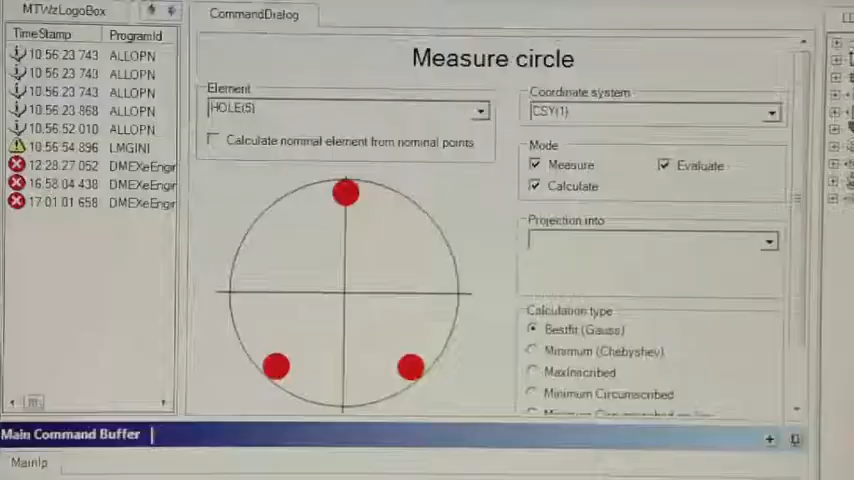 MTWzLogoBox
TimeStamp ProgramId
10:56:23 743 ALLOPN
10:56:23 743 ALLOPN
10:56:23 743 ALLOPN
10:56:23 868 ALLOPN
10:56:52 010 ALLOPN
10:56:54 896 LMGINI
12:28:27 052 DMEXeEngir
16:58:04 438 DMEXeEngir
17:01:01 658 DMEXeEngir
CommandDialog
Measure circle
Element
HOLE(5)
Calculate nominal element from nominal points
Coordinate system
CSY(1)
Mode
Measure
Evaluate
Calculate
Projection into
Calculation type
Bestfit (Gauss)
Minimum (Chebyshev)
MaxInscribed
Minimum Circumscribed
Main Command Buffer
MainIp